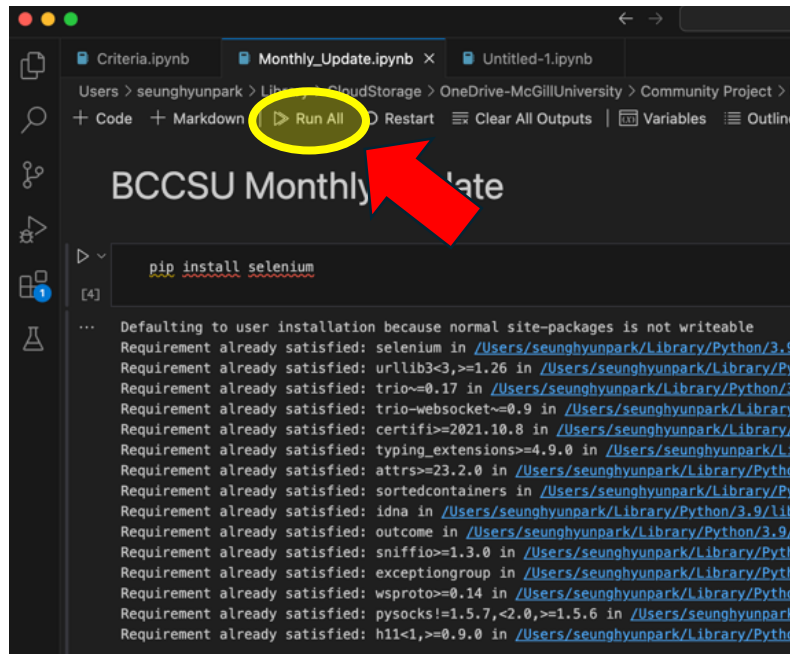 Criteria.ipynb Monthly_Update.ipynb Untitled-1.ipynb
Users > seunghyunpark > CloudStorage > OneDrive-McGillUniversity > Community Project >
+ Code + Markdown Run All Restart Clear All Outputs | Variables Outline
BCCSU Monthly ate
pip install selenium
[4]
1
... Defaulting to user installation because normal site-packages is not writeable
Requirement already satisfied: selenium in /Users/seunghyunpark/Library/Python/3.9
Requirement already satisfied: urllib3<3,>=1.26 in /Users/seunghyunpark/Library/Py
Requirement already satisfied: trio~=0.17 in /Users/seunghyunpark/Library/Python/3
Requirement already satisfied: trio-websocket~=0.9 in /Users/seunghyunpark/Library
Requirement already satisfied: certifi>=2021.10.8 in /Users/seunghyunpark/Library/
Requirement already satisfied: typing_extensions>=4.9.0 in /Users/seunghyunpark/L
Requirement already satisfied: attrs>=23.2.0 in /Users/seunghyunpark/Library/Pytho
Requirement already satisfied: sortedcontainers in /Users/seunghyunpark/Library/Py
Requirement already satisfied: idna in /Users/seunghyunpark/Library/Python/3.9/lib
Requirement already satisfied: outcome in /Users/seunghyunpark/Library/Python/3.9/
Requirement already satisfied: sniffio>=1.3.0 in /Users/seunghyunpark/Library/Pyth
Requirement already satisfied: exceptiongroup in /Users/seunghyunpark/Library/Pyth
Requirement already satisfied: wsproto>=0.14 in /Users/seunghyunpark/Library/Pytho
Requirement already satisfied: pysocks!=1.5.7,<2.0,>=1.5.6 in /Users/seunghyunpark
Requirement already satisfied: h11<1,>=0.9.0 in /Users/seunghyunpark/Library/Pytho